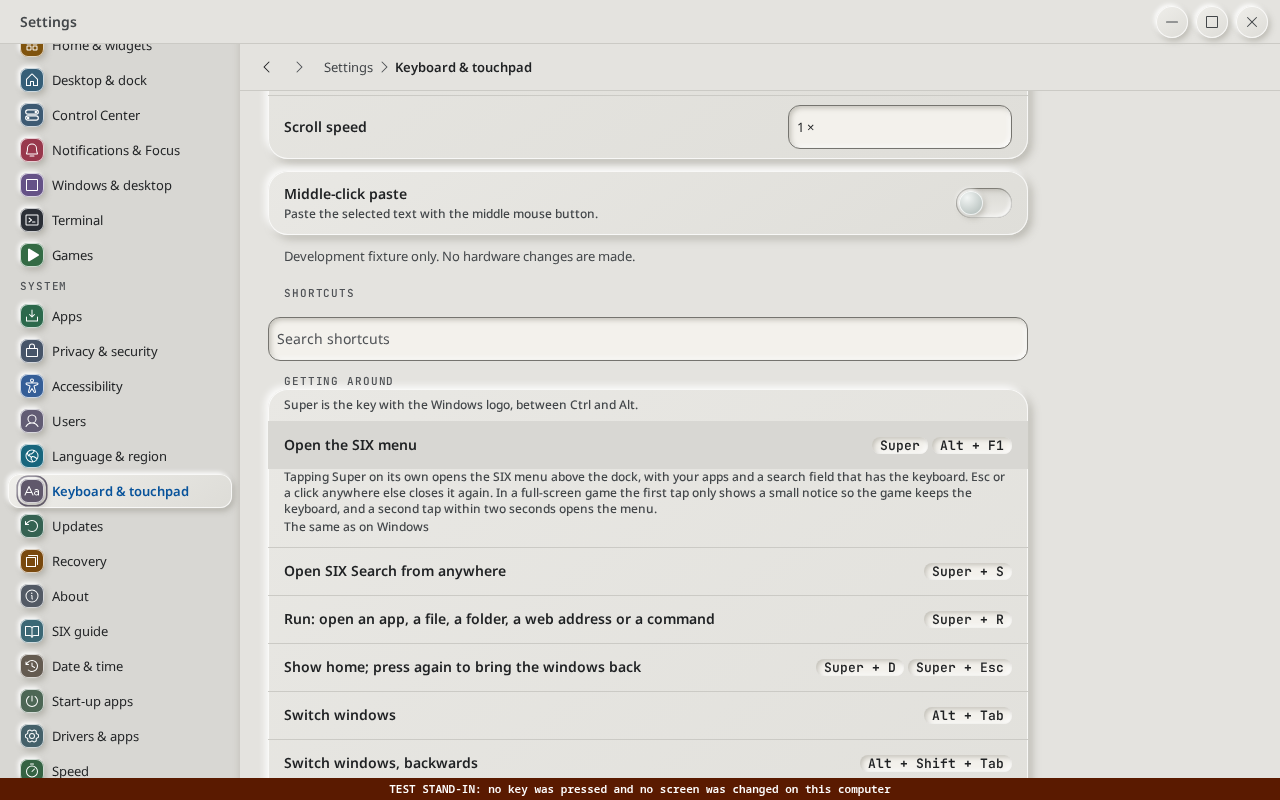 Settings
Home & widgets
Desktop & dock
Control Center
Notifications & Focus
Windows & desktop
Terminal
Games
SYSTEM
Apps
Privacy & security
Accessibility
Users
Language & region
Aa Keyboard & touchpad
Updates
Recovery
About
SIX guide
Date & time
Start-up apps
Drivers & apps
Speed
Settings > Keyboard & touchpad
Scroll speed 1 ×
Middle-click paste
Paste the selected text with the middle mouse button.
Development fixture only. No hardware changes are made.
SHORTCUTS
Search shortcuts
GETTING AROUND
Super is the key with the Windows logo, between Ctrl and Alt.
Open the SIX menu Super Alt + F1
Tapping Super on its own opens the SIX menu above the dock, with your apps and a search field that has the keyboard. Esc or
a click anywhere else closes it again. In a full-screen game the first tap only shows a small notice so the game keeps the
keyboard, and a second tap within two seconds opens the menu.
The same as on Windows
Open SIX Search from anywhere Super + S
Run: open an app, a file, a folder, a web address or a command Super + R
Show home; press again to bring the windows back Super + D Super + Esc
Switch windows Alt + Tab
Switch windows, backwards Alt + Shift + Tab
TEST STAND-IN: no key was pressed and no screen was changed on this computer